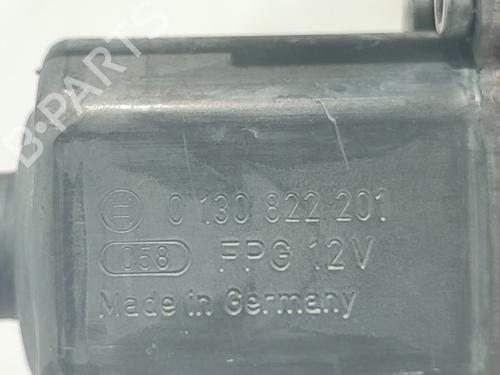 B-PARTS
0 130 822 201
058 FPG 12V
Made in Germany